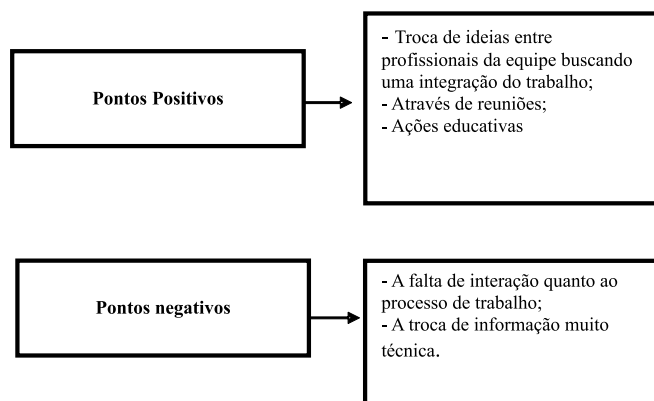 Pontos Positivos
- Troca de ideias entre
profissionais da equipe buscando
uma integração do trabalho;
- Através de reuniões;
- Ações educativas
Pontos negativos
- A falta de interação quanto ao
processo de trabalho;
- A troca de informação muito
técnica.